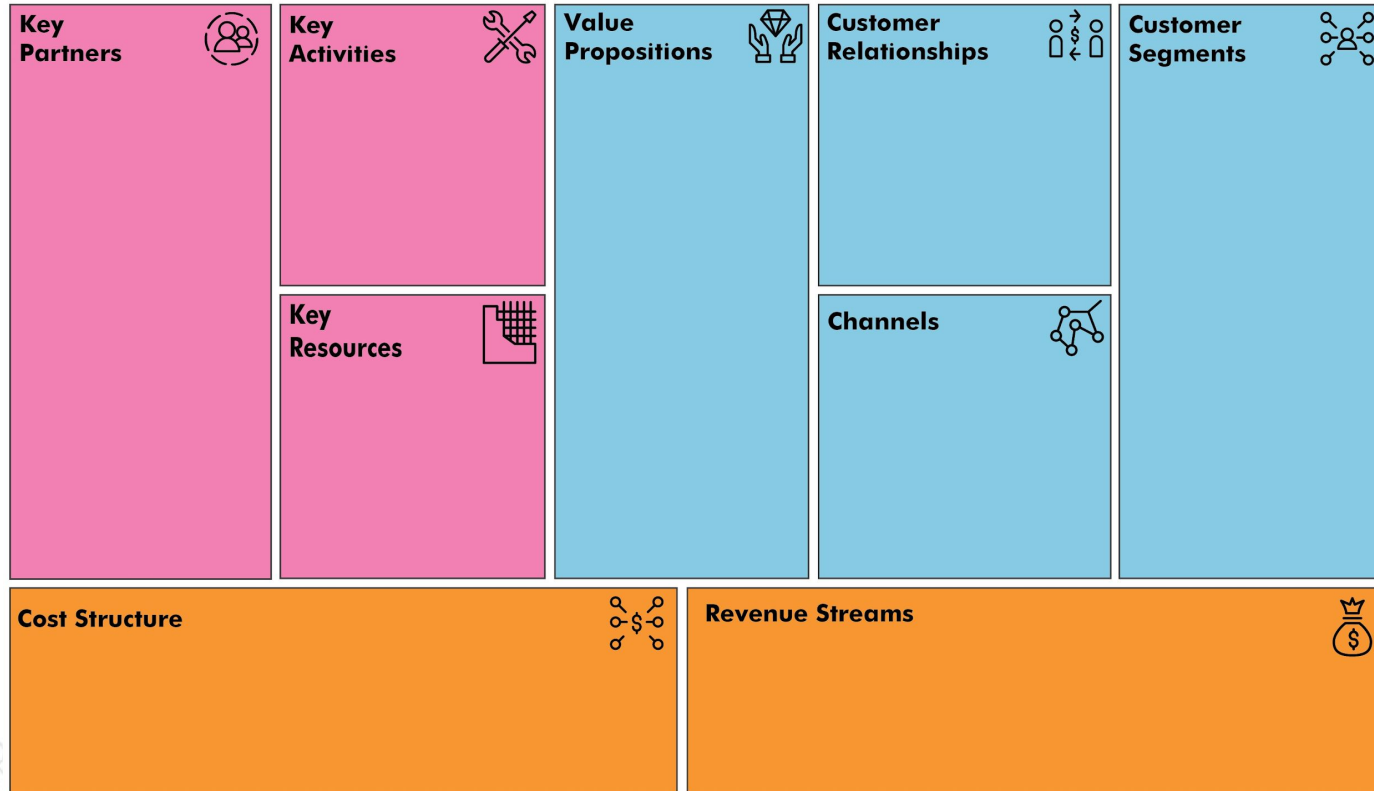 Key
Partners
Key
Activities
Key
Resources
Value
Propositions
Customer
Relationships
$
Channels
Customer
Segments
Cost Structure
$
Revenue Streams
$